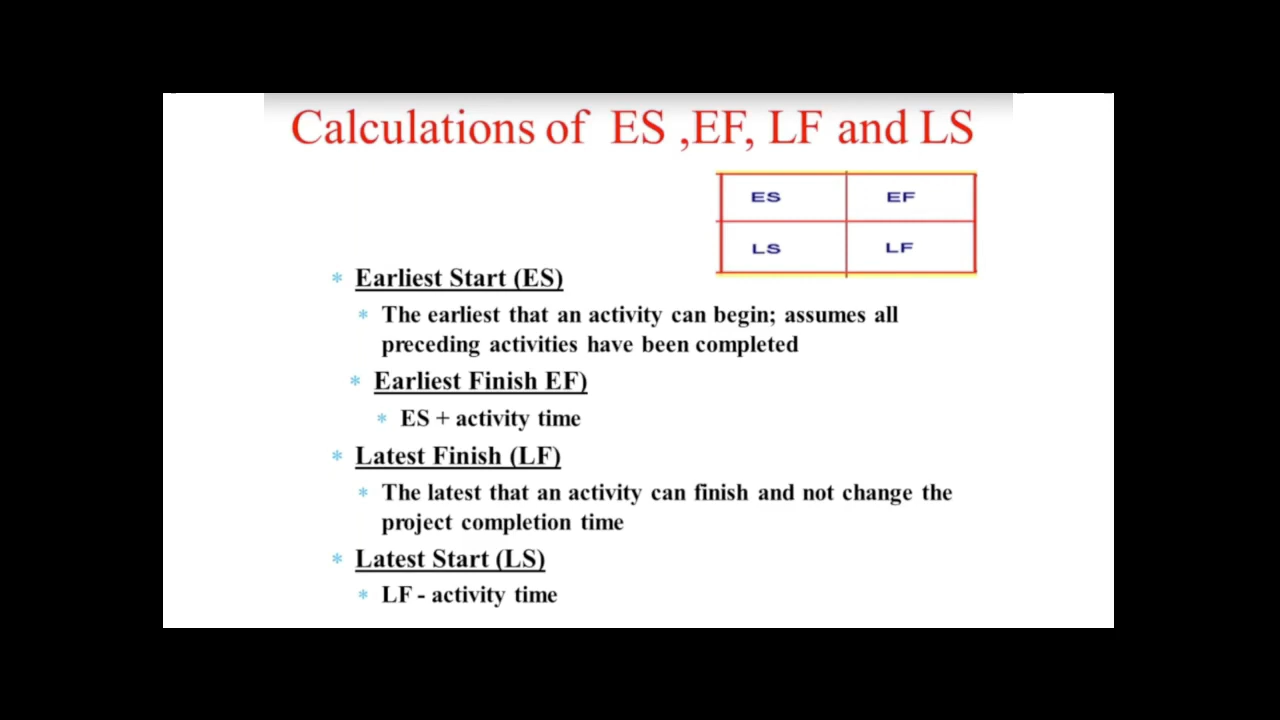 Calculations of ES ,EF, LF and LS
ES EF
LS LF
* Earliest Start (ES)
* The earliest that an activity can begin; assumes all
preceding activities have been completed
* Earliest Finish EF)
* ES + activity time
* Latest Finish (LF)
* The latest that an activity can finish and not change the
project completion time
* Latest Start (LS)
* LF - activity time